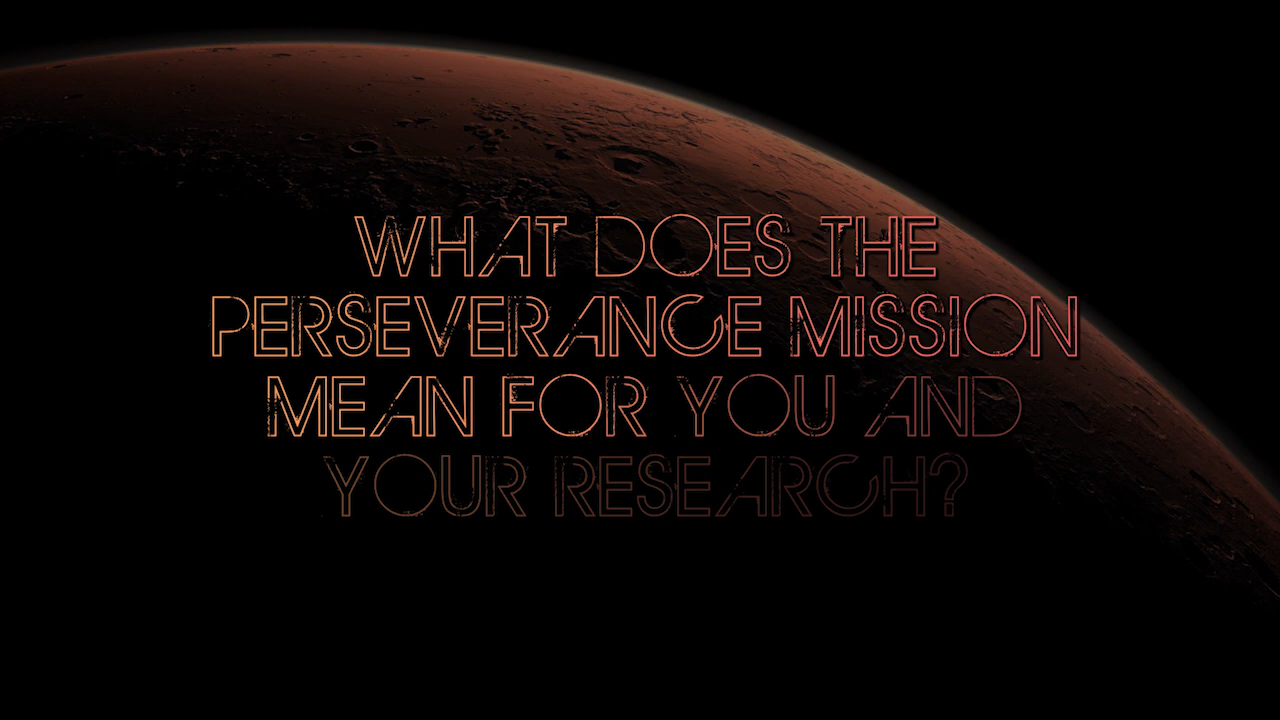 WHAT DOES THE
PERSEVERANCE MISSION
MEAN FOR YOU AND
YOUR RESEARCH?